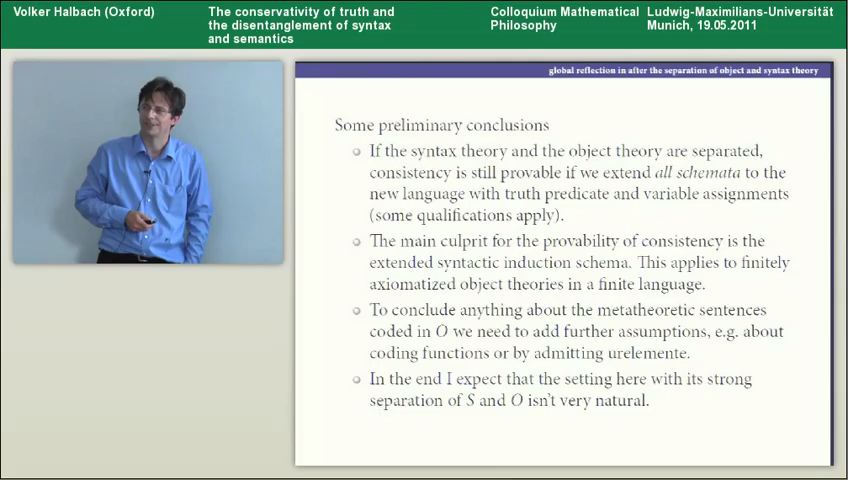 Volker Halbach (Oxford)
The conservativity of truth and
the disentanglement of syntax
and semantics
Colloquium Mathematical
Philosophy
Ludwig-Maximilians-Universität
Munich, 19.05.2011
global reflection in after the separation of object and syntax theory
Some preliminary conclusions
If the syntax theory and the object theory are separated,
consistency is still provable if we extend all schemata to the
new language with truth predicate and variable assignments
(some qualifications apply).
The main culprit for the provability of consistency is the
extended syntactic induction schema. This applies to finitely
axiomatized object theories in a finite language.
To conclude anything about the metatheoretic sentences
coded in O we need to add further assumptions, e.g. about
coding functions or by admitting urelemente.
In the end I expect that the setting here with its strong
separation of S and O isn't very natural.